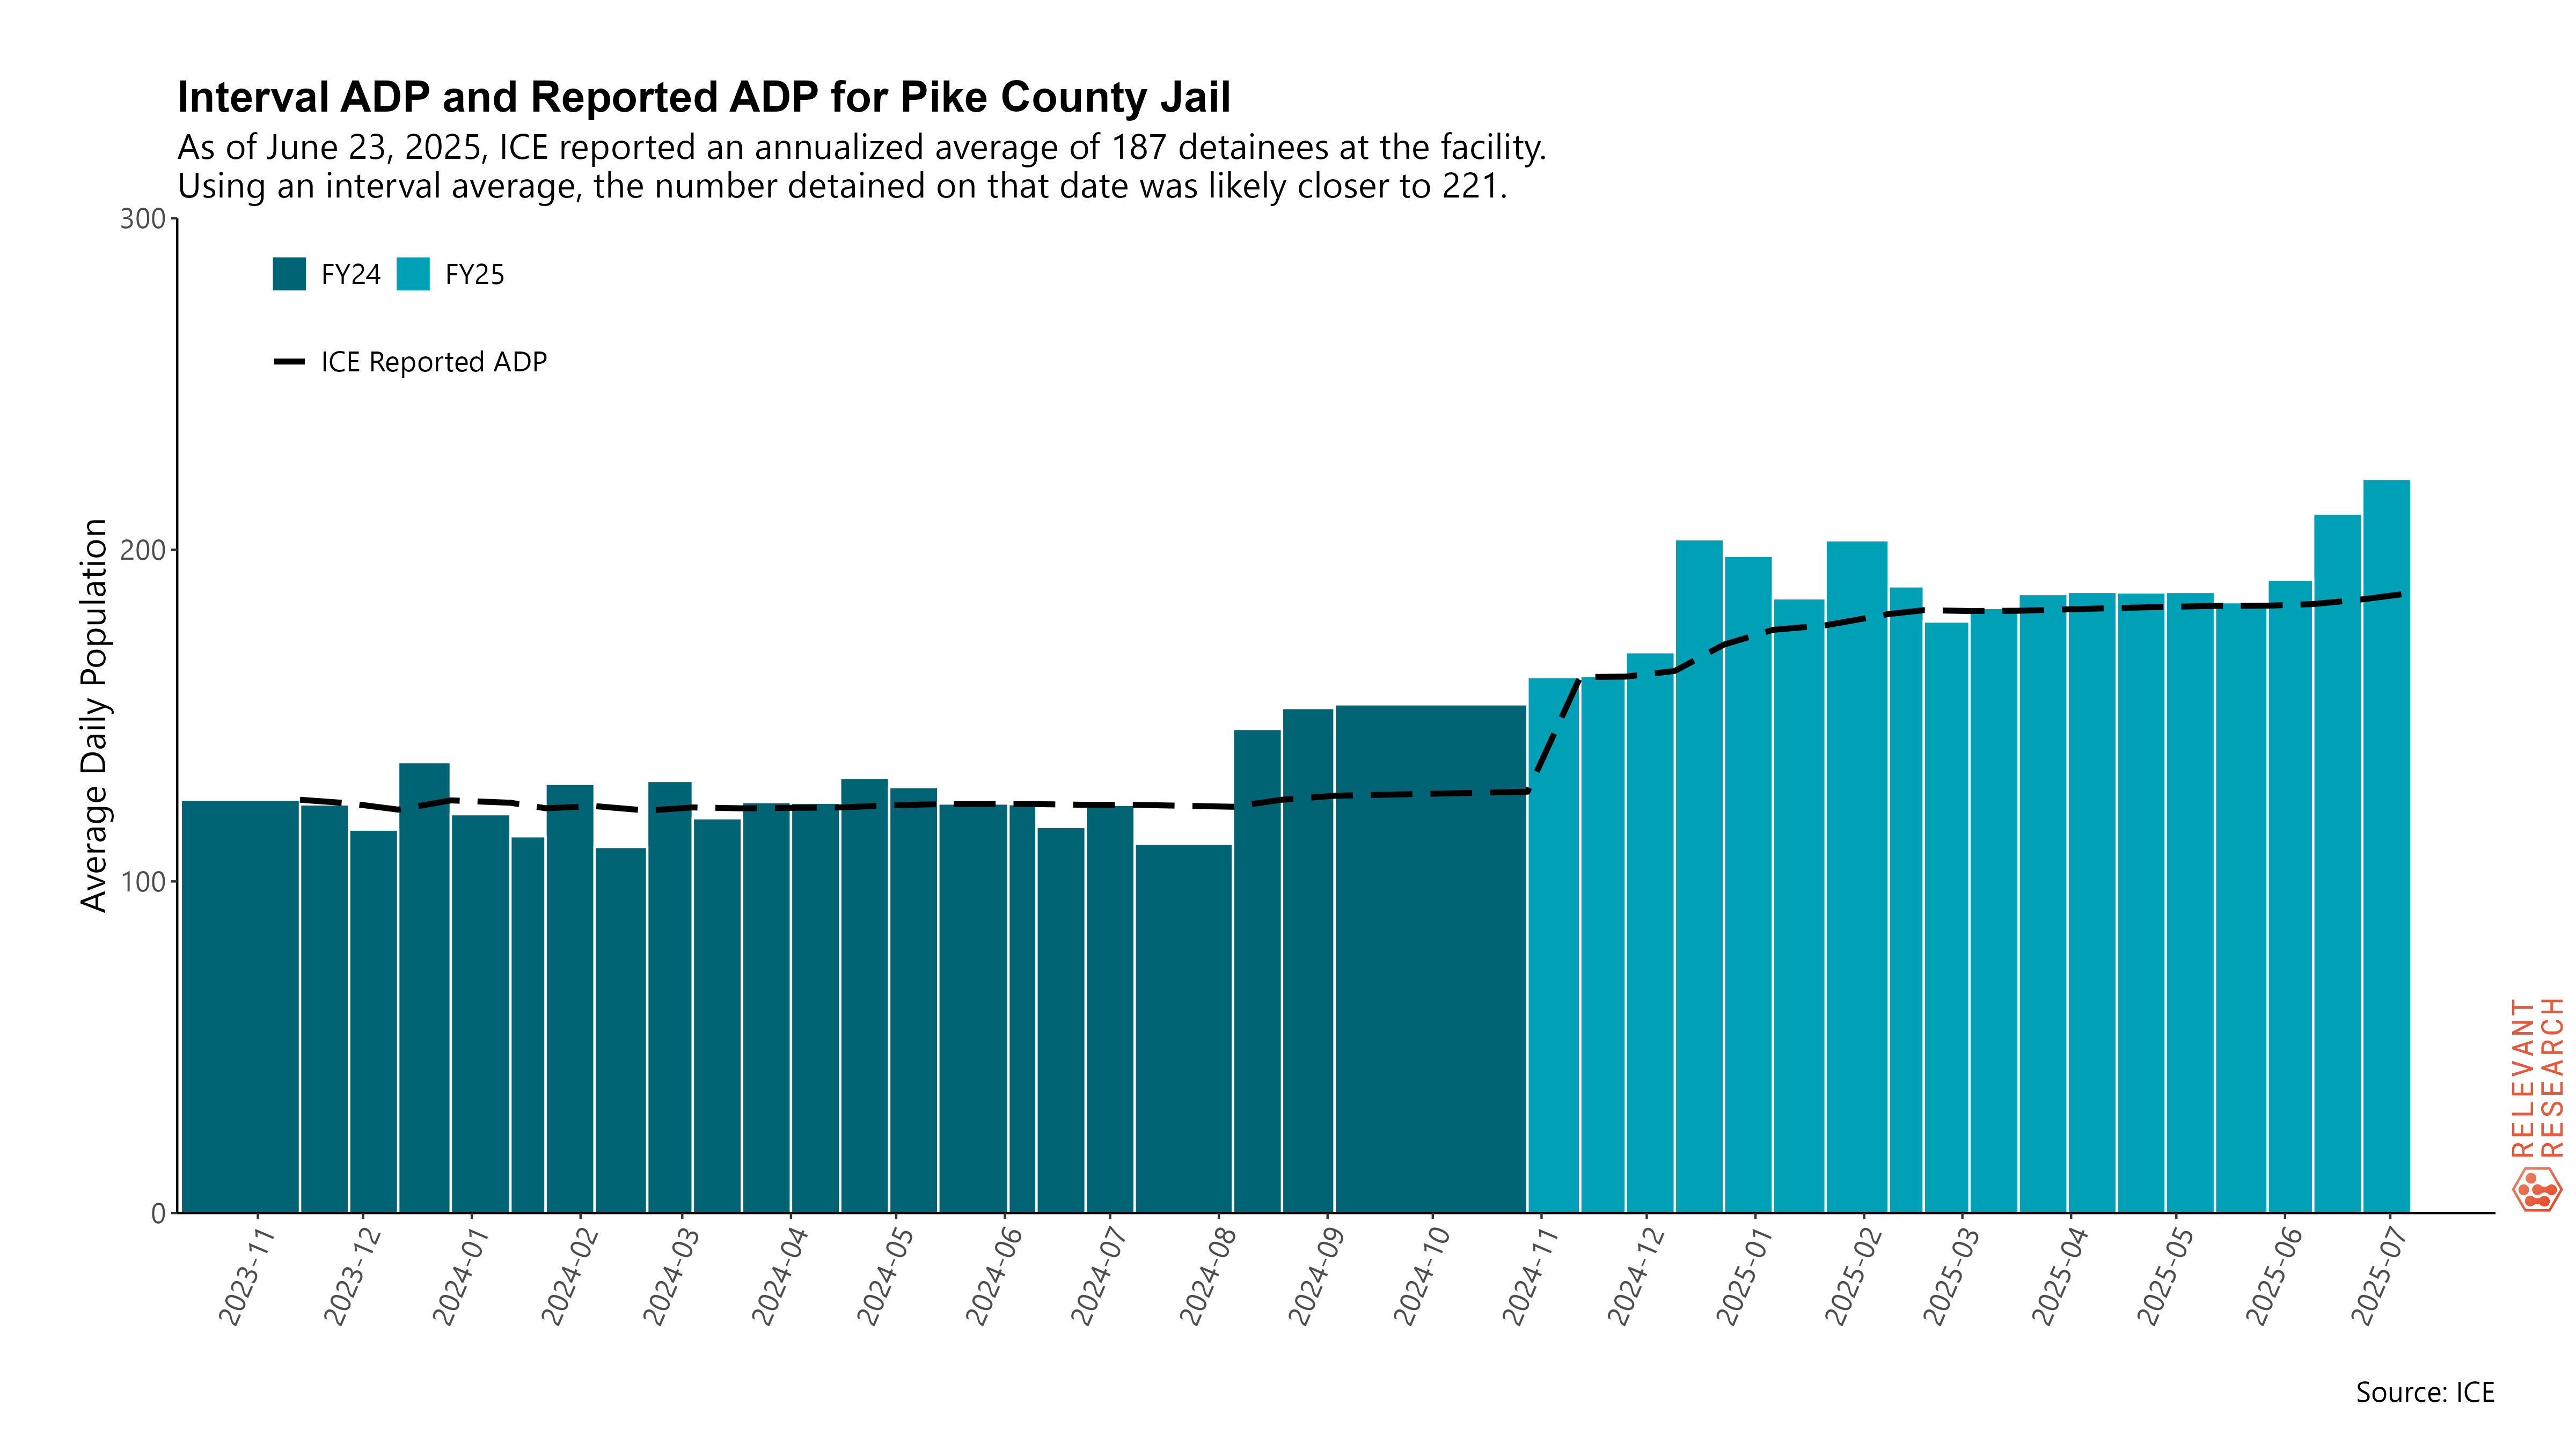 Interval ADP and Reported ADP for Pike County Jail
As of June 23, 2025, ICE reported an annualized average of 187 detainees at the facility.
Using an interval average, the number detained on that date was likely closer to 221.
300
200
100
0
Average Daily Population
FY24 FY25
ICE Reported ADP
2023-11
2023-12
2024-01
2024-02
2024-03
2024-04
2024-05
2024-06
2024-07
2024-08
2024-09
2024-10
2024-11
2024-12
2025-01
2025-02
2025-03
2025-04
2025-05
2025-06
2025-07
RELEVANT
RESEARCH
Source: ICE